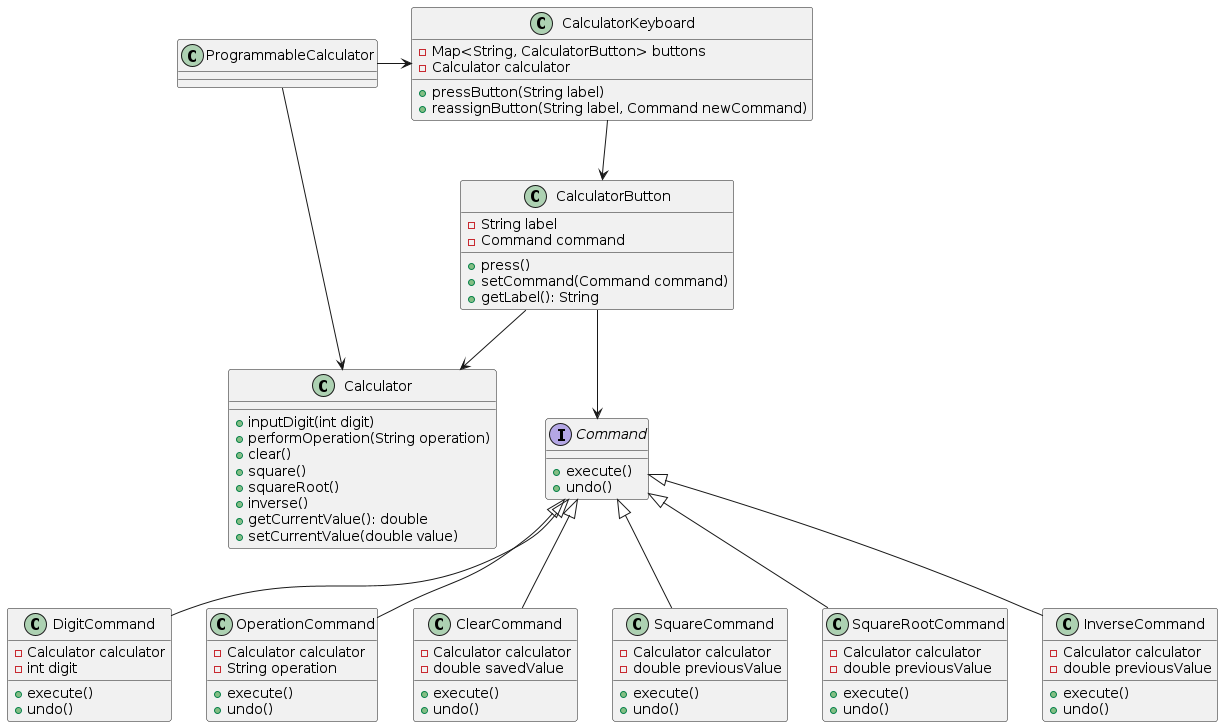 C CalculatorKeyboard
Map<String, CalculatorButton> buttons
Calculator calculator
pressButton(String label)
reassignButton(String label, Command newCommand)
C ProgrammableCalculator
C CalculatorButton
String label
Command command
press()
setCommand(Command command)
getLabel(): String
C Calculator
inputDigit(int digit)
performOperation(String operation)
clear()
square()
squareRoot()
inverse()
getCurrentValue(): double
setCurrentValue(double value)
I Command
execute()
undo()
C DigitCommand
Calculator calculator
int digit
execute()
undo()
C OperationCommand
Calculator calculator
String operation
execute()
undo()
C ClearCommand
Calculator calculator
double savedValue
execute()
undo()
C SquareCommand
Calculator calculator
double previousValue
execute()
undo()
C SquareRootCommand
Calculator calculator
double previousValue
execute()
undo()
C InverseCommand
Calculator calculator
double previousValue
execute()
undo()